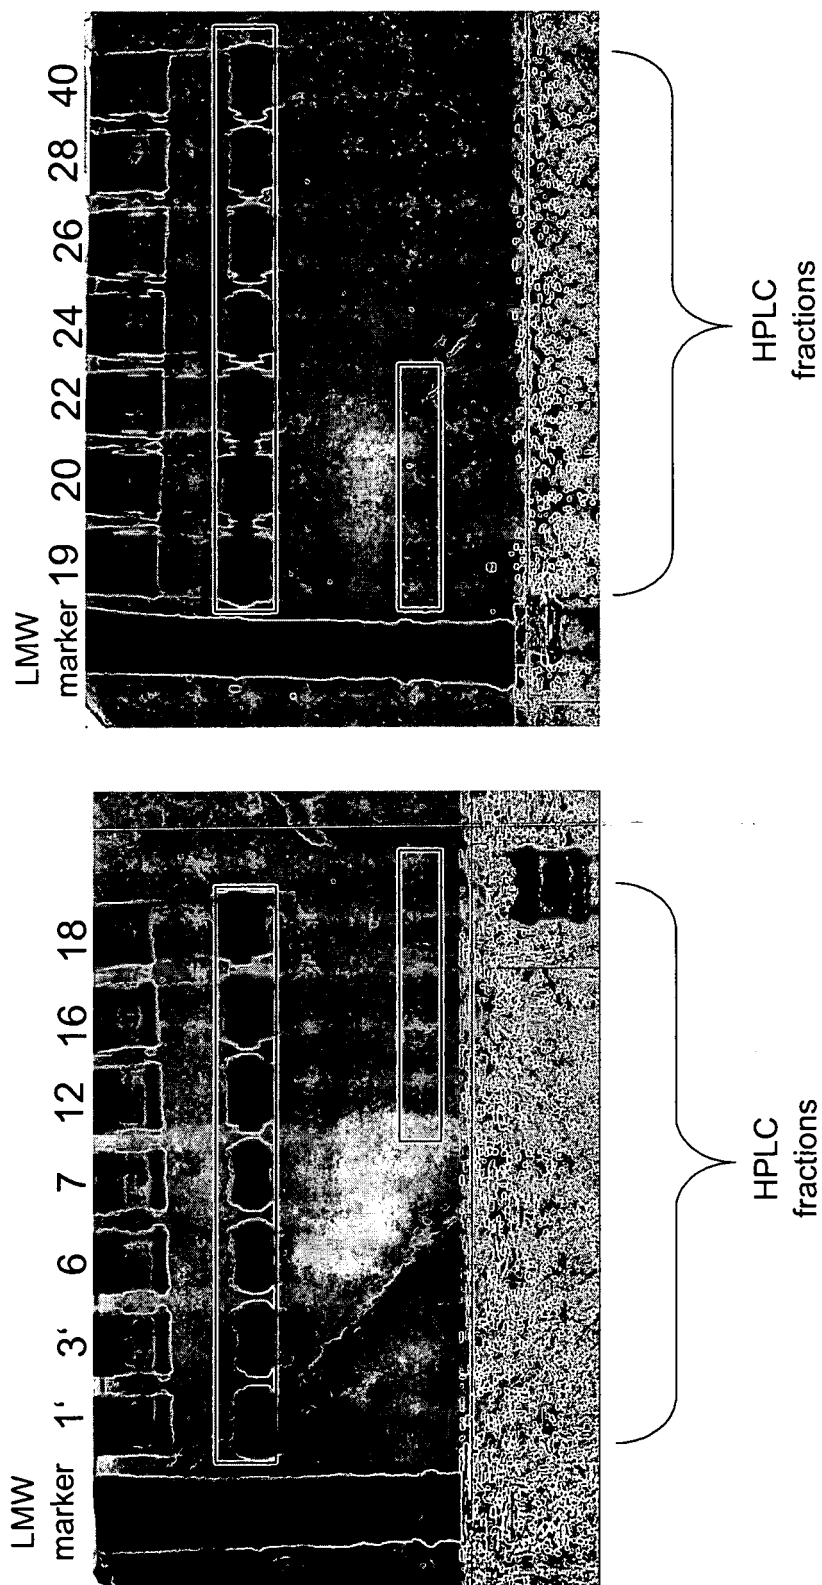 LMW
marker
1‘
3‘
6
7
12
16
18
HPLC
fractions
LMW
marker
19
20
22
24
26
28
40
HPLC
fractions